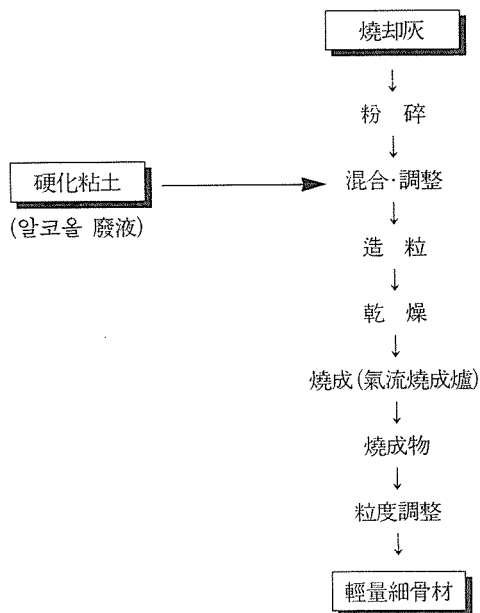 燒却灰
粉 碎
硬化粘土
(알코올 廢液)
混合·調整
造 粒
乾 燥
燒成(氣流燒成爐)
燒成物
粒度調整
輕量細骨材